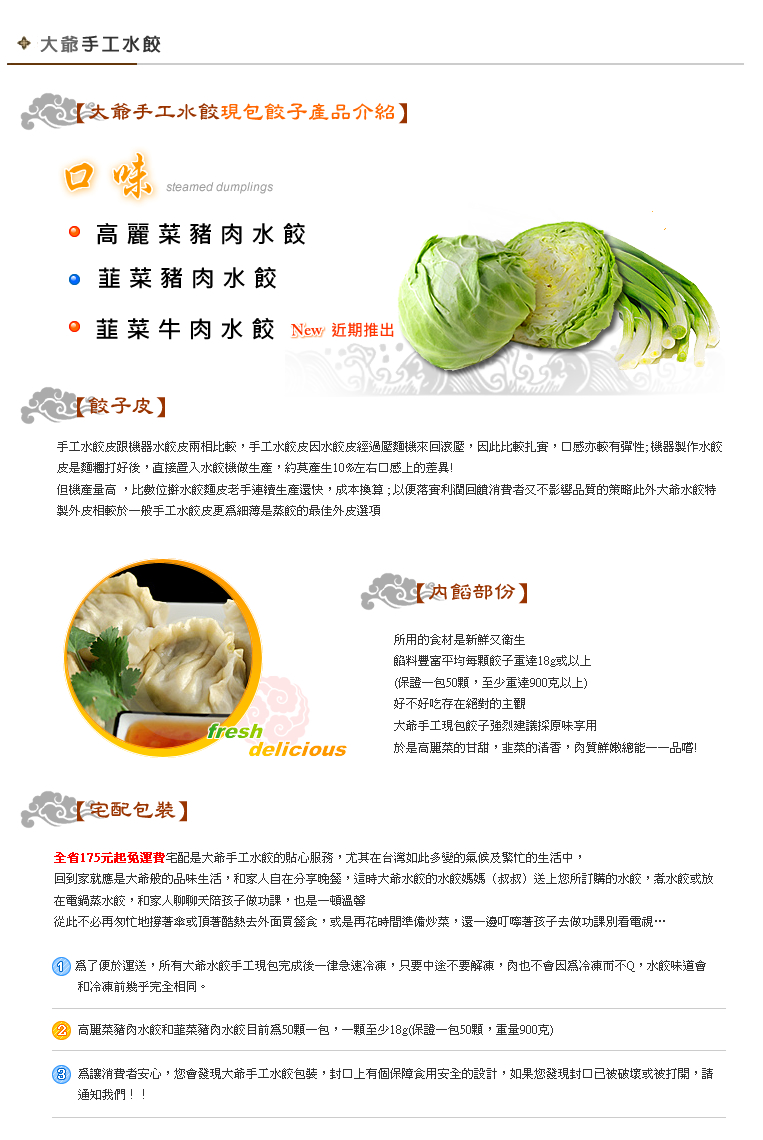 大爺手工水餃
【大爺手工水餃現包餃子產品介紹】
口味 steamed dumplings
高麗菜豬肉水餃
韮菜豬肉水餃
韮菜牛肉水餃 New 近期推出
【餃子皮】
手工水餃皮跟機器水餃皮兩相比較，手工水餃皮因水餃皮經過壓麵機來回滾壓，因此比較扎實，口感亦較有彈性;機器製作水餃
皮是麵糰打好後，直接置入水餃機做生產，約莫產生10%左右口感上的差異!
但機產量高 ，比數位擀水餃麵皮老手連續生產還快，成本換算 ; 以便落實利潤回饋消費者又不影響品質的策略此外大爺水餃特
製外皮相較於一般手工水餃皮更為細薄是蒸餃的最佳外皮選項
【內餡部份】
所用的食材是新鮮又衛生
餡料豐富平均每顆餃子重達18g或以上
(保證一包50顆，至少重達900克以上)
好不好吃存在絕對的主觀
大爺手工現包餃子強烈建議採原味享用
於是高麗菜的甘甜，韭菜的清香，肉質鮮嫩總能一一品嚐!
fresh
delicious
【宅配包裝】
全省175元起免運費宅配是大爺手工水餃的貼心服務，尤其在台灣如此多變的氣候及繁忙的生活中，
回到家就應是大爺般的品味生活，和家人自在分享晚餐，這時大爺水餃的水餃媽媽（叔叔）送上您所訂購的水餃，煮水餃或放
在電鍋蒸水餃，和家人聊聊天陪孩子做功課，也是一頓溫馨
從此不必再匆忙地撐著傘或頂著酷熱去外面買餐食，或是再花時間準備炒菜，還一邊叮嚀著孩子去做功課別看電視…
1 為了便於運送，所有大爺水餃手工現包完成後一律急速冷凍，只要中途不要解凍，肉也不會因為冷凍而不Q，水餃味道會
和冷凍前幾乎完全相同。
2 高麗菜豬肉水餃和韮菜豬肉水餃目前為50顆一包，一顆至少18g(保證一包50顆，重量900克)
3 為讓消費者安心，您會發現大爺手工水餃包裝，封口上有個保障食用安全的設計，如果您發現封口已被破壞或被打開，請
通知我們！！